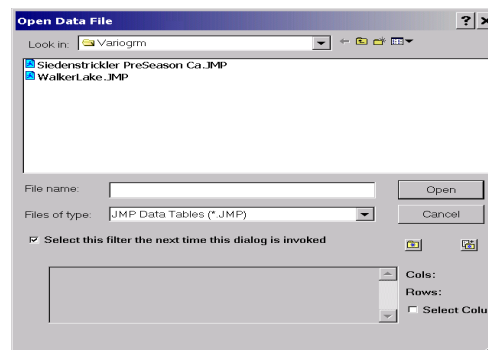 Open Data File
Look in: Variogrm
Siedenstrickler PreSeason Ca.JMP
WalkerLake.JMP
File name: Open
Files of type: JMP Data Tables (*.JMP) Cancel
Select this filter the next time this dialog is invoked
Cols:
Rows:
Select Colu